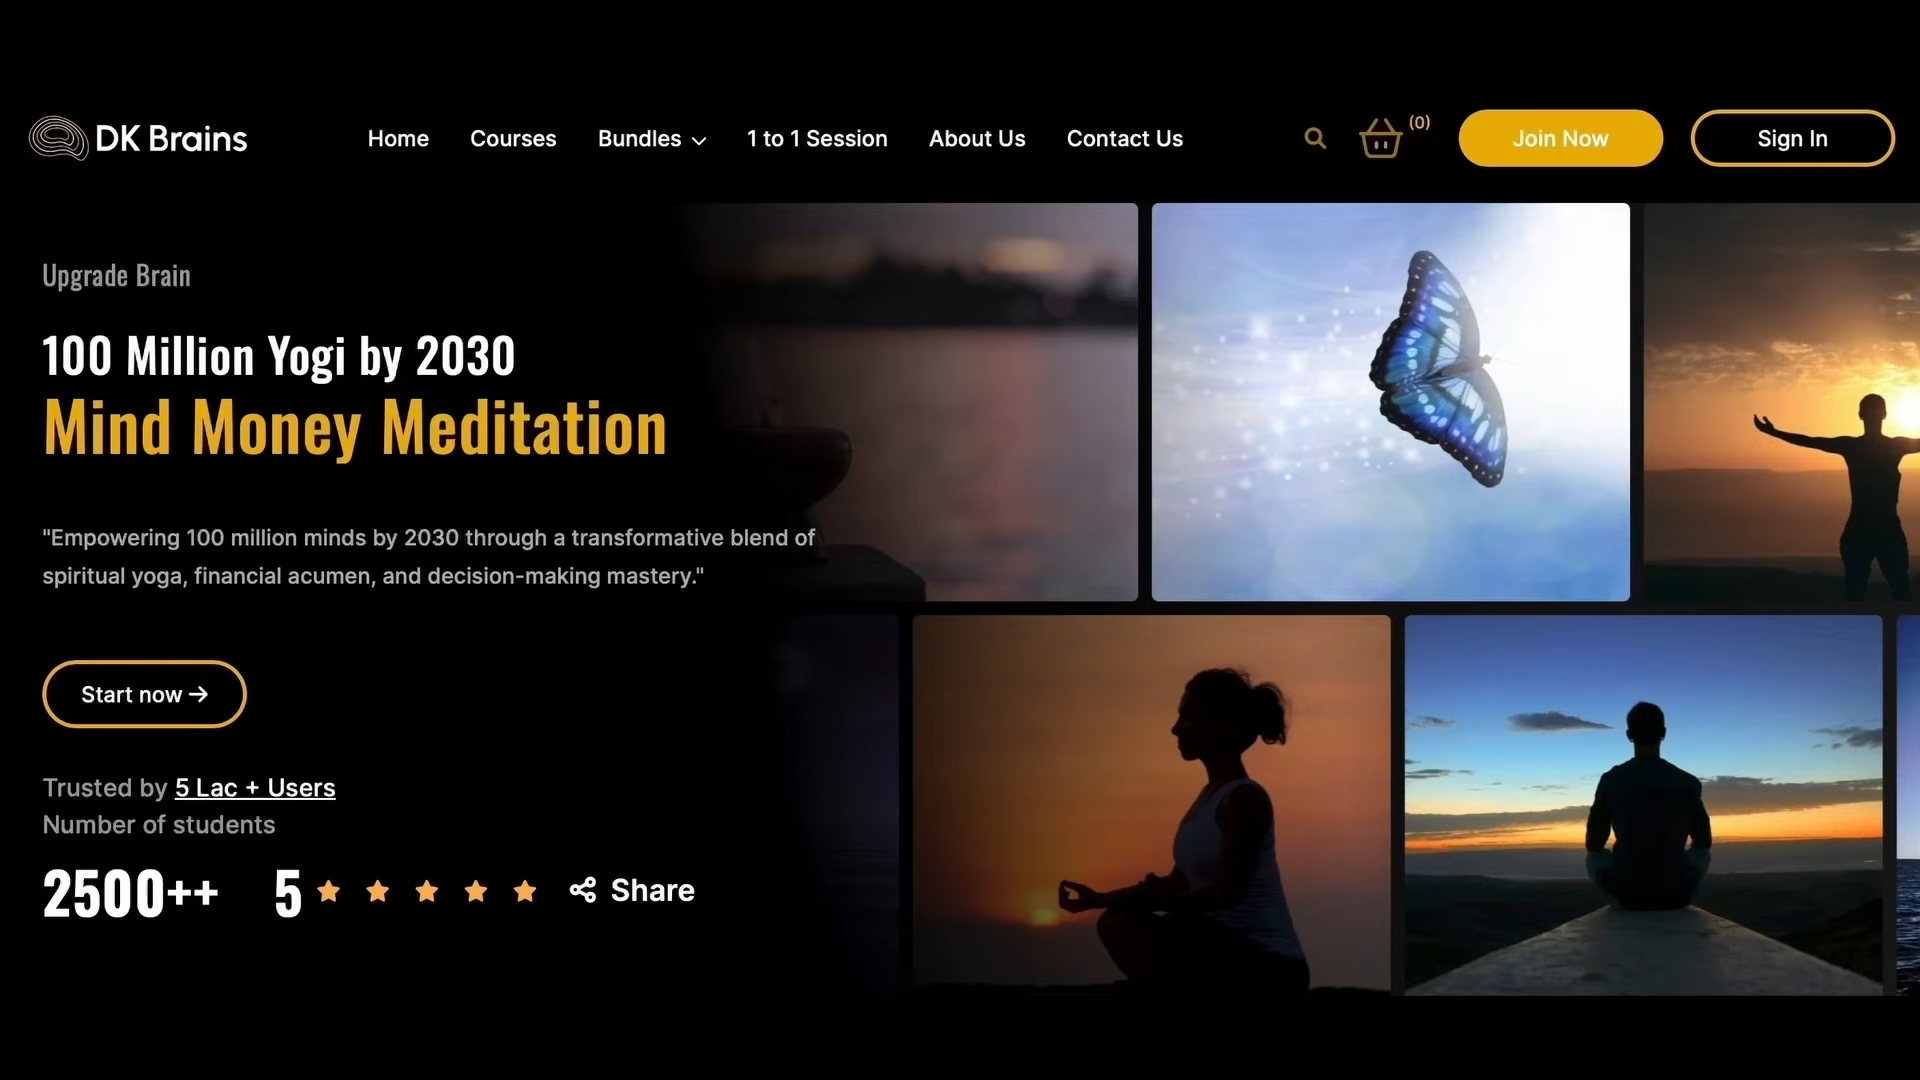 DK Brains
Home
Courses
Bundles
1 to 1 Session
About Us
Contact Us
(0)
Join Now
Sign In
Upgrade Brain
100 Million Yogi by 2030
Mind Money Meditation
"Empowering 100 million minds by 2030 through a transformative blend of
spiritual yoga, financial acumen, and decision-making mastery."
Start now →
Trusted by 5 Lac + Users
Number of students
2500++
5
Share